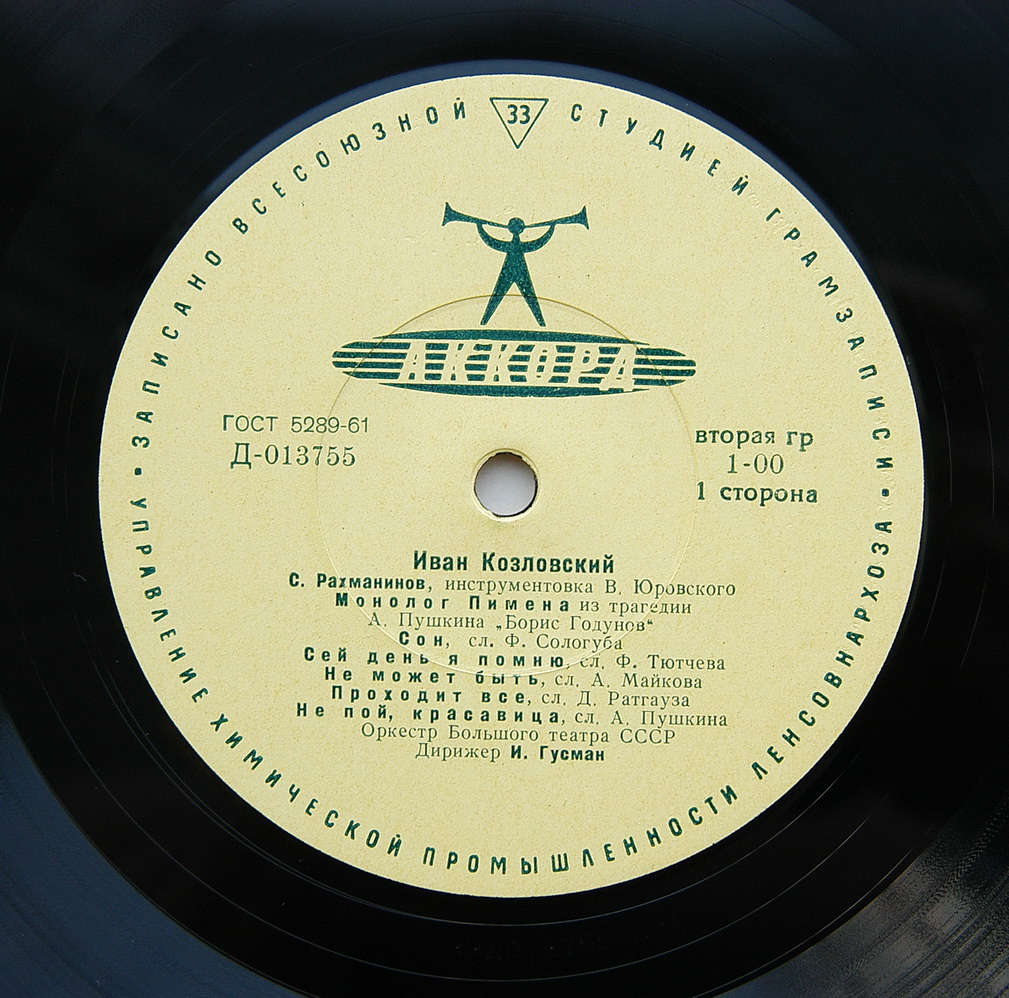 ЗАПИСАНО ВСЕСОЮЗНОЙ 33 СТУДИЕЙ ГРАМЗАПИСИ •
УПРАВЛЕНИЕ ХИМИЧЕСКОЙ ПРОМЫШЛЕННОСТИ ЛЕНСОВНАРХОЗА •
АККОРД
ГОСТ 5289-61
Д-013755
вторая гр
1-00
1 сторона
Иван Козловский
С. Рахманинов, инструментовка В. Юровского
Монолог Пимена из трагедии
А. Пушкина „Борис Годунов“
Сон, сл. Ф. Сологуба
Сей день я помню, сл. Ф. Тютчева
Не может быть, сл. А. Майкова
Проходит все, сл. Д. Ратгауза
Не пой, красавица, сл. А. Пушкина
Оркестр Большого театра СССР
Дирижер И. Гусман